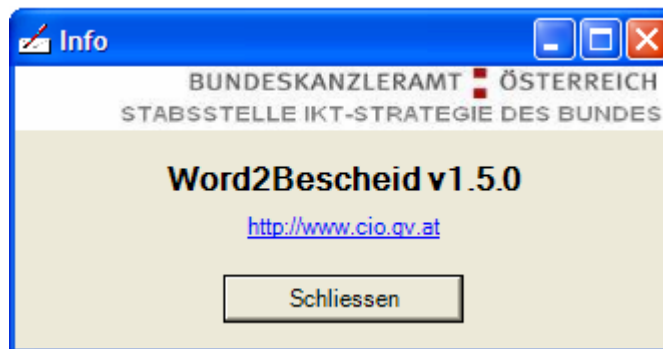 Info
BUNDESKANZLERAMT ÖSTERREICH
STABSSTELLE IKT-STRATEGIE DES BUNDES
Word2Bescheid v1.5.0
http://www.cio.gv.at
Schliessen